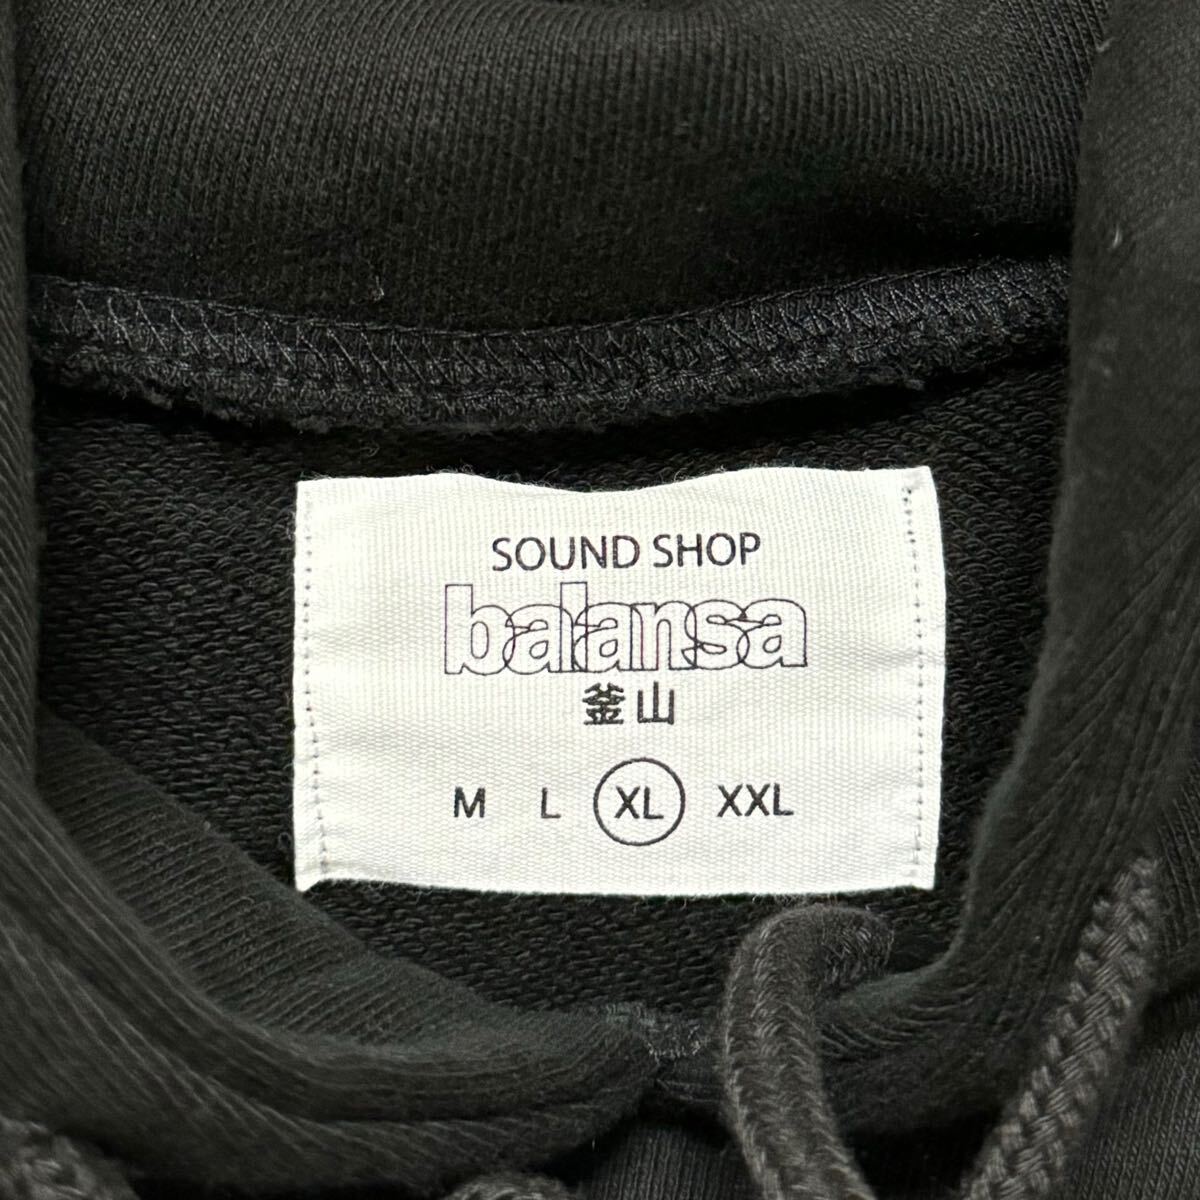 SOUND SHOP
balansa
釜山
M L XL XXL